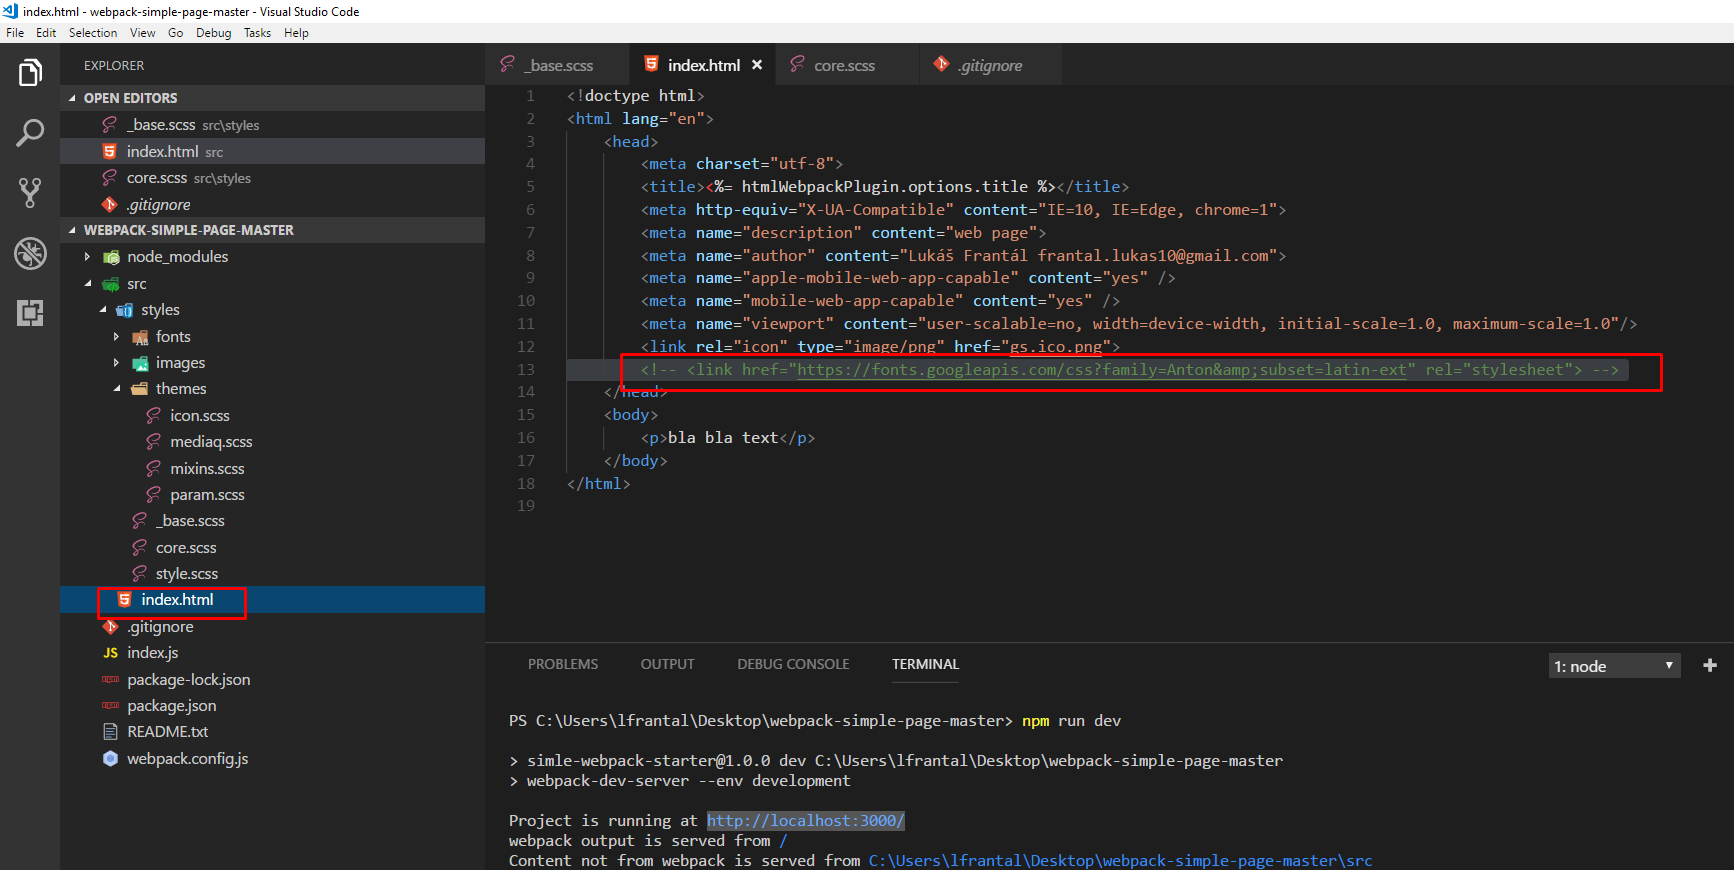 index.html - webpack-simple-page-master - Visual Studio Code
File Edit Selection View Go Debug Tasks Help
EXPLORER
OPEN EDITORS
_base.scss src\styles
index.html src
core.scss src\styles
.gitignore
WEBPACK-SIMPLE-PAGE-MASTER
node_modules
src
styles
fonts
images
themes
icon.scss
mediaq.scss
mixins.scss
param.scss
_base.scss
core.scss
style.scss
index.html
.gitignore
JS index.js
package-lock.json
package.json
README.txt
webpack.config.js
_base.scss index.html × core.scss .gitignore
1 <!doctype html>
2 <html lang="en">
3 <head>
4 <meta charset="utf-8">
5 <title><%= htmlWebpackPlugin.options.title %></title>
6 <meta http-equiv="X-UA-Compatible" content="IE=10, IE=Edge, chrome=1">
7 <meta name="description" content="web page">
8 <meta name="author" content="Lukáš Frantál frantal.lukas10@gmail.com">
9 <meta name="apple-mobile-web-app-capable" content="yes" />
10 <meta name="mobile-web-app-capable" content="yes" />
11 <meta name="viewport" content="user-scalable=no, width=device-width, initial-scale=1.0, maximum-scale=1.0"/>
12 <link rel="icon" type="image/png" href="gs.ico.png">
13 <!-- <link href="https://fonts.googleapis.com/css?family=Anton&amp;subset=latin-ext" rel="stylesheet"> -->
14 </head>
15 <body>
16 <p>bla bla text</p>
17 </body>
18 </html>
19
PROBLEMS OUTPUT DEBUG CONSOLE TERMINAL 1: node
PS C:\Users\lfrantal\Desktop\webpack-simple-page-master> npm run dev
> simle-webpack-starter@1.0.0 dev C:\Users\lfrantal\Desktop\webpack-simple-page-master
> webpack-dev-server --env development
Project is running at http://localhost:3000/
webpack output is served from /
Content not from webpack is served from C:\Users\lfrantal\Desktop\webpack-simple-page-master\src